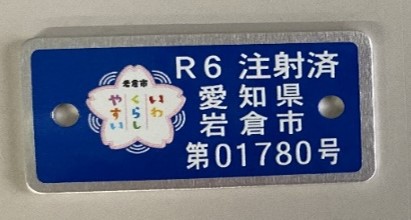 岩倉市
いわ
くらし
やすい
R6 注射済
愛知県
岩倉市
第01780号